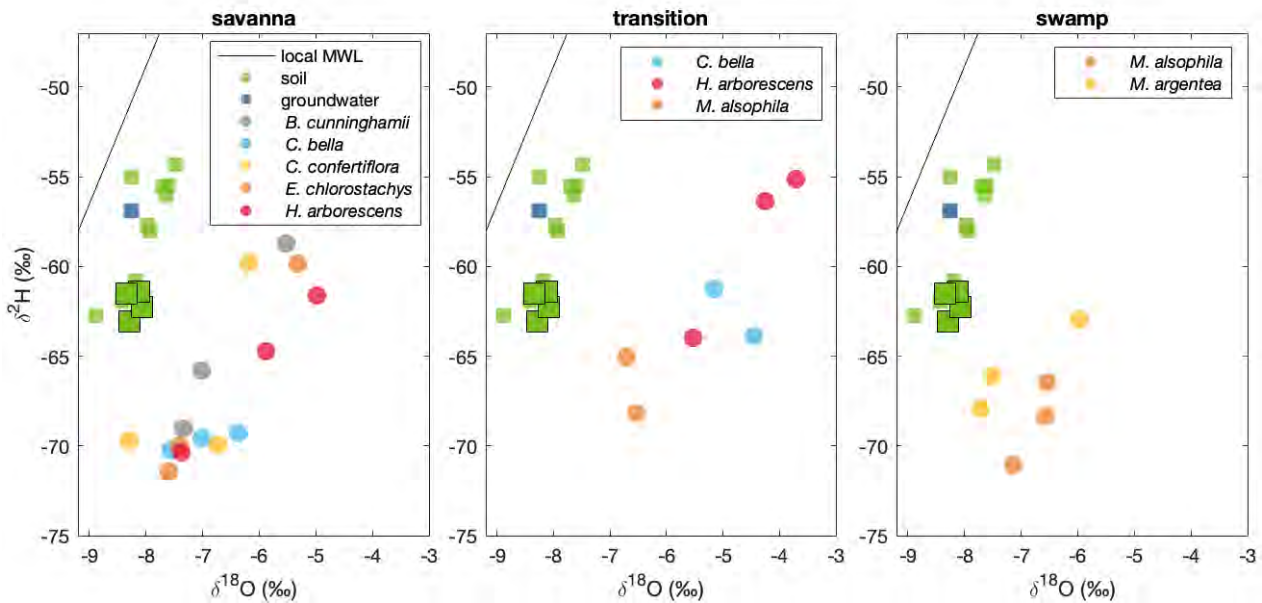 savanna
local MWL
soil
groundwater
B. cunninghamii
C. bella
C. confertiflora
E. chlorostachys
H. arborescens
-50
-55
-60
-65
-70
-75
δ²H (‰)
-9 -8 -7 -6 -5 -4 -3
δ¹⁸O (‰)
transition
C. bella
H. arborescens
M. alsophila
-50
-55
-60
-65
-70
-75
-9 -8 -7 -6 -5 -4 -3
δ¹⁸O (‰)
swamp
M. alsophila
M. argentea
-50
-55
-60
-65
-70
-75
-9 -8 -7 -6 -5 -4 -3
δ¹⁸O (‰)